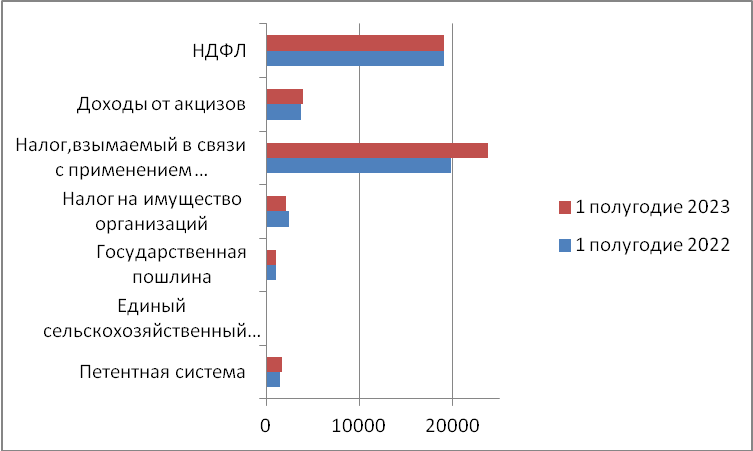 НДФЛ
Доходы от акцизов
Налог,взымаемый в связи
с применением ...
Налог на имущество
организаций
Государственная
пошлина
Единый
сельскохозяйственный...
Петентная система
0 10000 20000
1 полугодие 2023
1 полугодие 2022